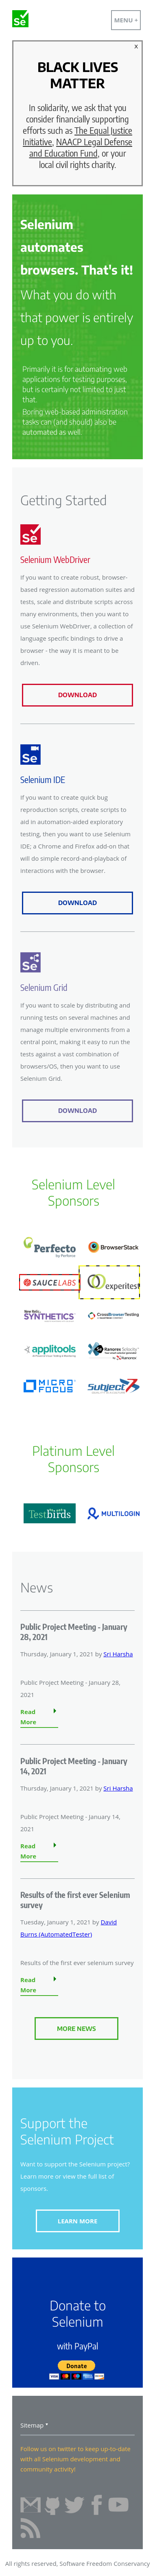 Se
MENU +
x
BLACK LIVES
MATTER
In solidarity, we ask you that
consider financially supporting
efforts such as The Equal Justice
Initiative, NAACP Legal Defense
and Education Fund, or your
local civil rights charity.
Selenium
automates
browsers. That's it!
What you do with
that power is entirely
up to you.
Primarily it is for automating web
applications for testing purposes,
but is certainly not limited to just
that.
Boring web-based administration
tasks can (and should) also be
automated as well.
Getting Started
Se
Selenium WebDriver
If you want to create robust, browser-
based regression automation suites and
tests, scale and distribute scripts across
many environments, then you want to
use Selenium WebDriver, a collection of
language specific bindings to drive a
browser - the way it is meant to be
driven.
DOWNLOAD
Se
Selenium IDE
If you want to create quick bug
reproduction scripts, create scripts to
aid in automation-aided exploratory
testing, then you want to use Selenium
IDE; a Chrome and Firefox add-on that
will do simple record-and-playback of
interactions with the browser.
DOWNLOAD
Se
Selenium Grid
If you want to scale by distributing and
running tests on several machines and
manage multiple environments from a
central point, making it easy to run the
tests against a vast combination of
browsers/OS, then you want to use
Selenium Grid.
DOWNLOAD
Selenium Level
Sponsors
Perfecto
by Perforce
BrowserStack
SAUCELABS
experitest
New Relic
SYNTHETICS
CrossBrowserTesting
applitools
Ranorex Selocity
by Ranorex
MICRO
FOCUS
Subject7
Platinum Level
Sponsors
Testbirds
MULTILOGIN
News
Public Project Meeting - January
28, 2021
Thursday, January 1, 2021 by Sri Harsha
Public Project Meeting - January 28,
2021
Read
More
Public Project Meeting - January
14, 2021
Thursday, January 1, 2021 by Sri Harsha
Public Project Meeting - January 14,
2021
Read
More
Results of the first ever Selenium
survey
Tuesday, January 1, 2021 by David
Burns (AutomatedTester)
Results of the first ever selenium survey
Read
More
MORE NEWS
Support the
Selenium Project
Want to support the Selenium project?
Learn more or view the full list of
sponsors.
LEARN MORE
Donate to
Selenium
with PayPal
Donate
Sitemap *
Follow us on twitter to keep up-to-date
with all Selenium development and
community activity!
All rights reserved, Software Freedom Conservancy